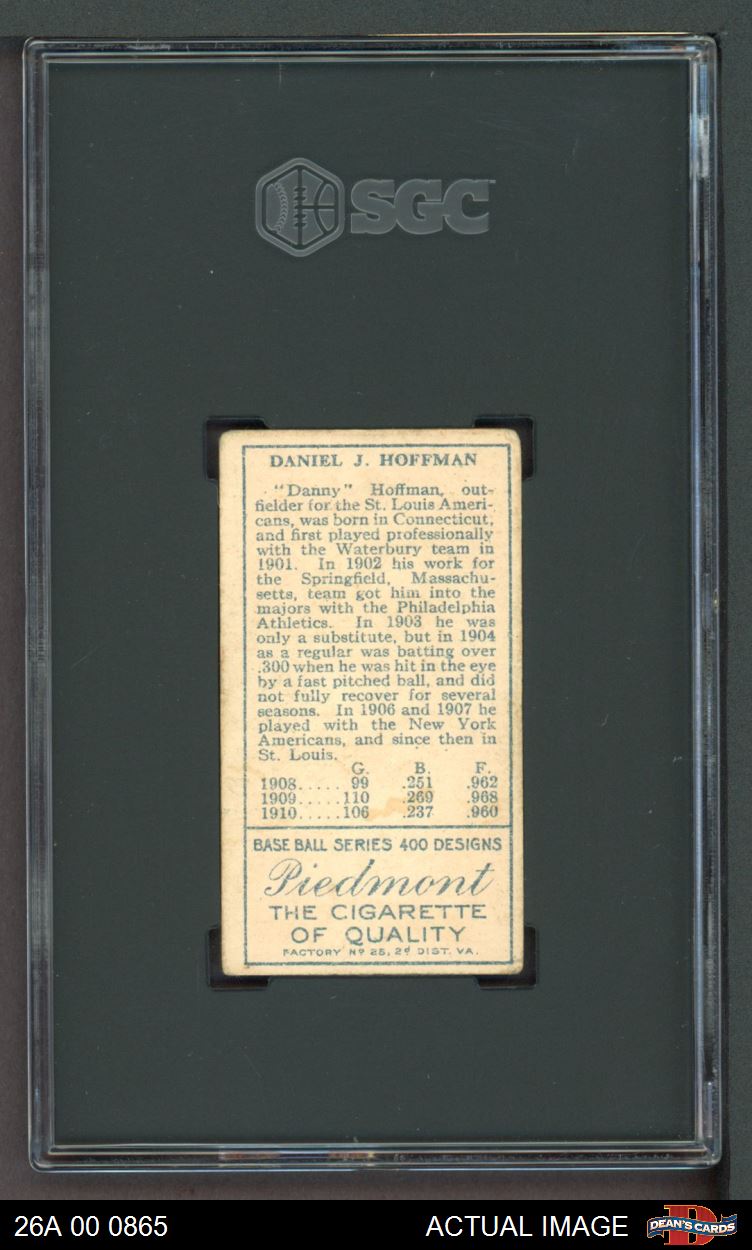 SGC
DANIEL J. HOFFMAN
"Danny" Hoffman, out-
fielder for the St. Louis Ameri-
cans, was born in Connecticut,
and first played professionally
with the Waterbury team in
1901. In 1902 his work for
the Springfield, Massachu-
setts, team got him into the
majors with the Philadelphia
Athletics. In 1903 he was
only a substitute, but in 1904
as a regular was batting over
.300 when he was hit in the eye
by a fast pitched ball, and did
not fully recover for several
seasons. In 1906 and 1907 he
played with the New York
Americans, and since then in
St. Louis.
G. B. F.
1908..... 99 .251 .962
1909.....110 .269 .968
1910.....106 .237 .960
BASE BALL SERIES 400 DESIGNS
Piedmont
THE CIGARETTE
OF QUALITY
FACTORY Nº 25, 2d DIST. VA.
26A 00 0865 ACTUAL IMAGE DEAN'S CARDS